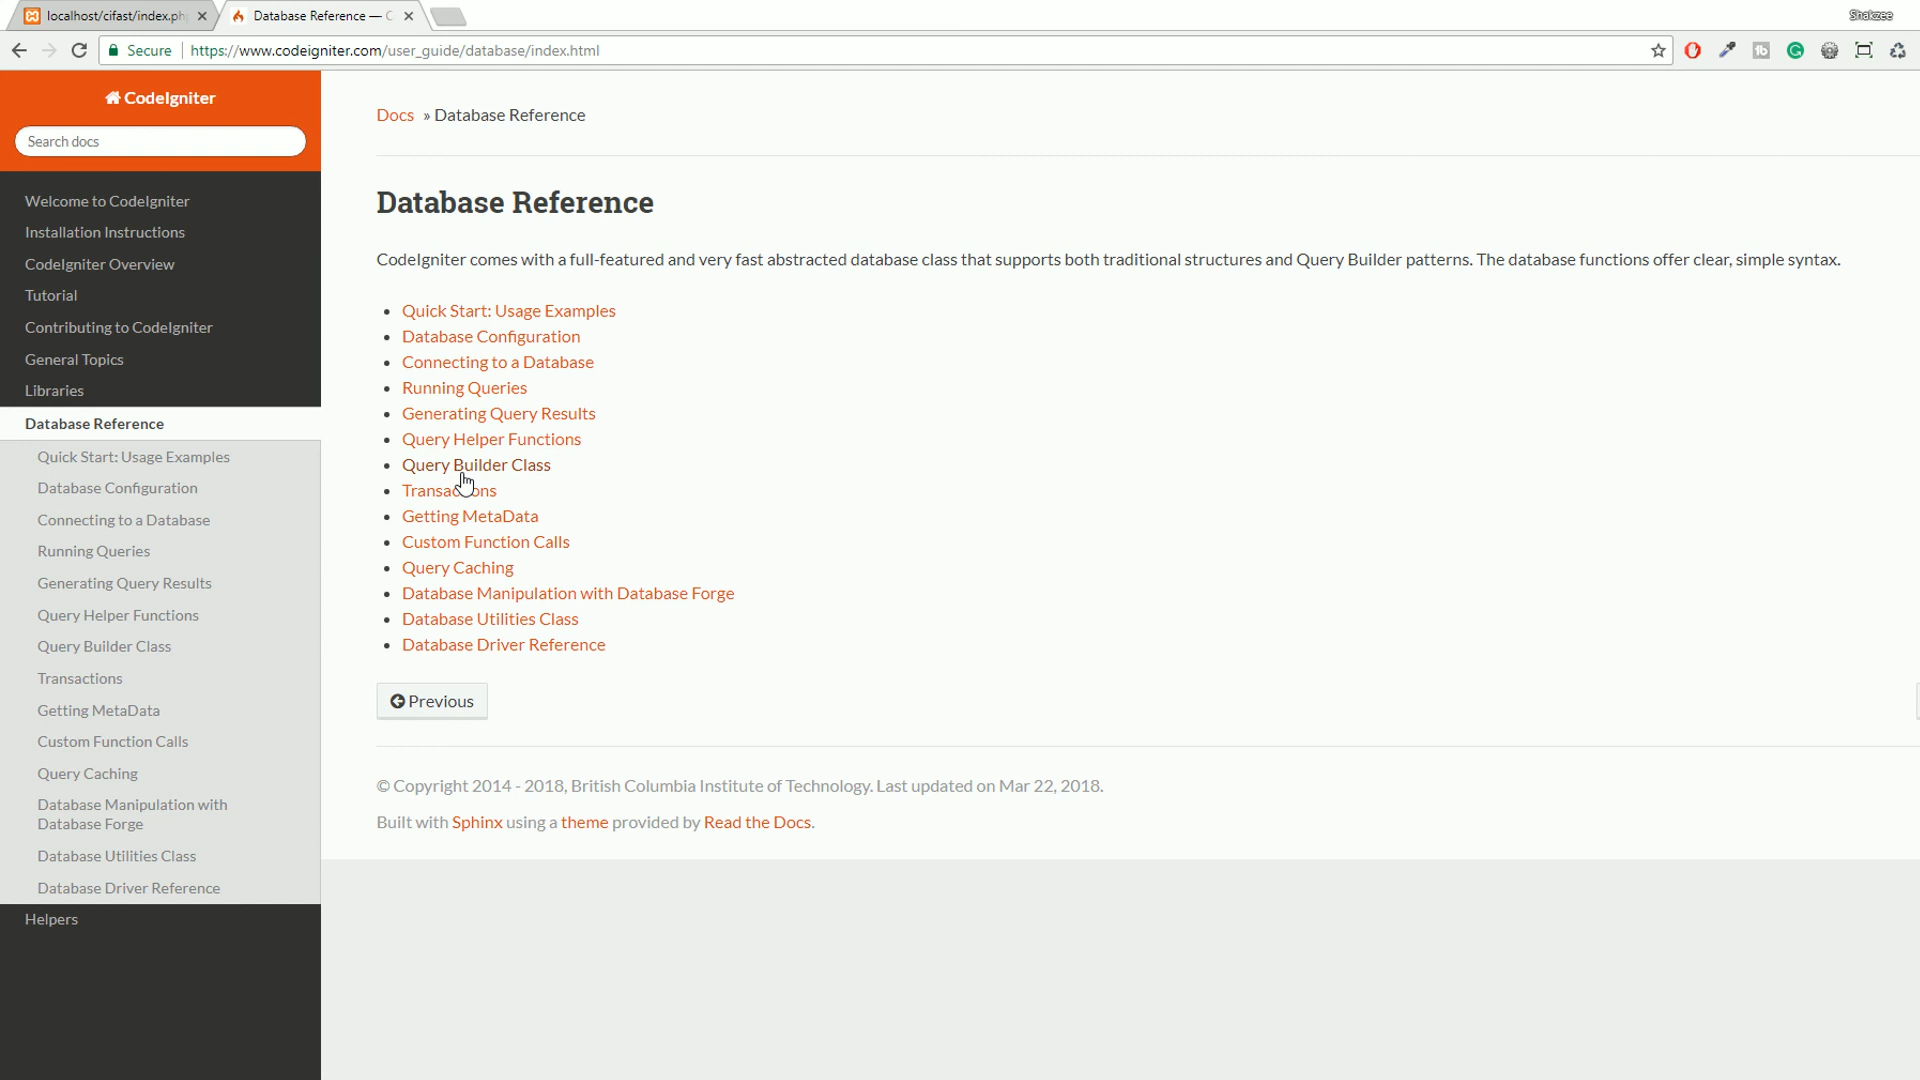 localhost/cifast/index.ph
Database Reference — C
Shakzee
Secure
https://www.codeigniter.com/user_guide/database/index.html
CodeIgniter
Search docs
Welcome to CodeIgniter
Installation Instructions
CodeIgniter Overview
Tutorial
Contributing to CodeIgniter
General Topics
Libraries
Database Reference
Quick Start: Usage Examples
Database Configuration
Connecting to a Database
Running Queries
Generating Query Results
Query Helper Functions
Query Builder Class
Transactions
Getting MetaData
Custom Function Calls
Query Caching
Database Manipulation with
Database Forge
Database Utilities Class
Database Driver Reference
Helpers
Docs » Database Reference
Database Reference
CodeIgniter comes with a full-featured and very fast abstracted database class that supports both traditional structures and Query Builder patterns. The database functions offer clear, simple syntax.
Quick Start: Usage Examples
Database Configuration
Connecting to a Database
Running Queries
Generating Query Results
Query Helper Functions
Query Builder Class
Transactions
Getting MetaData
Custom Function Calls
Query Caching
Database Manipulation with Database Forge
Database Utilities Class
Database Driver Reference
Previous
© Copyright 2014 - 2018, British Columbia Institute of Technology. Last updated on Mar 22, 2018.
Built with Sphinx using a theme provided by Read the Docs.